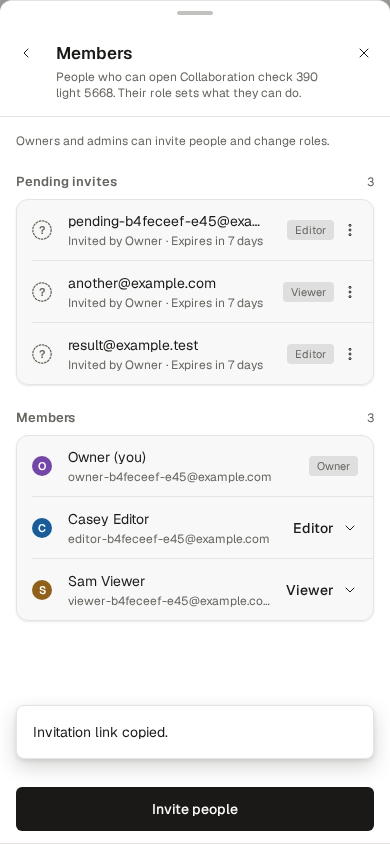 Members
People who can open Collaboration check 390
light 5668. Their role sets what they can do.
Owners and admins can invite people and change roles.
Pending invites 3
? pending-b4feceef-e45@exa... Editor
Invited by Owner · Expires in 7 days
? another@example.com Viewer
Invited by Owner · Expires in 7 days
? result@example.test Editor
Invited by Owner · Expires in 7 days
Members 3
O Owner (you) Owner
owner-b4feceef-e45@example.com
C Casey Editor Editor
editor-b4feceef-e45@example.com
S Sam Viewer Viewer
viewer-b4feceef-e45@example.co...
Invitation link copied.
Invite people